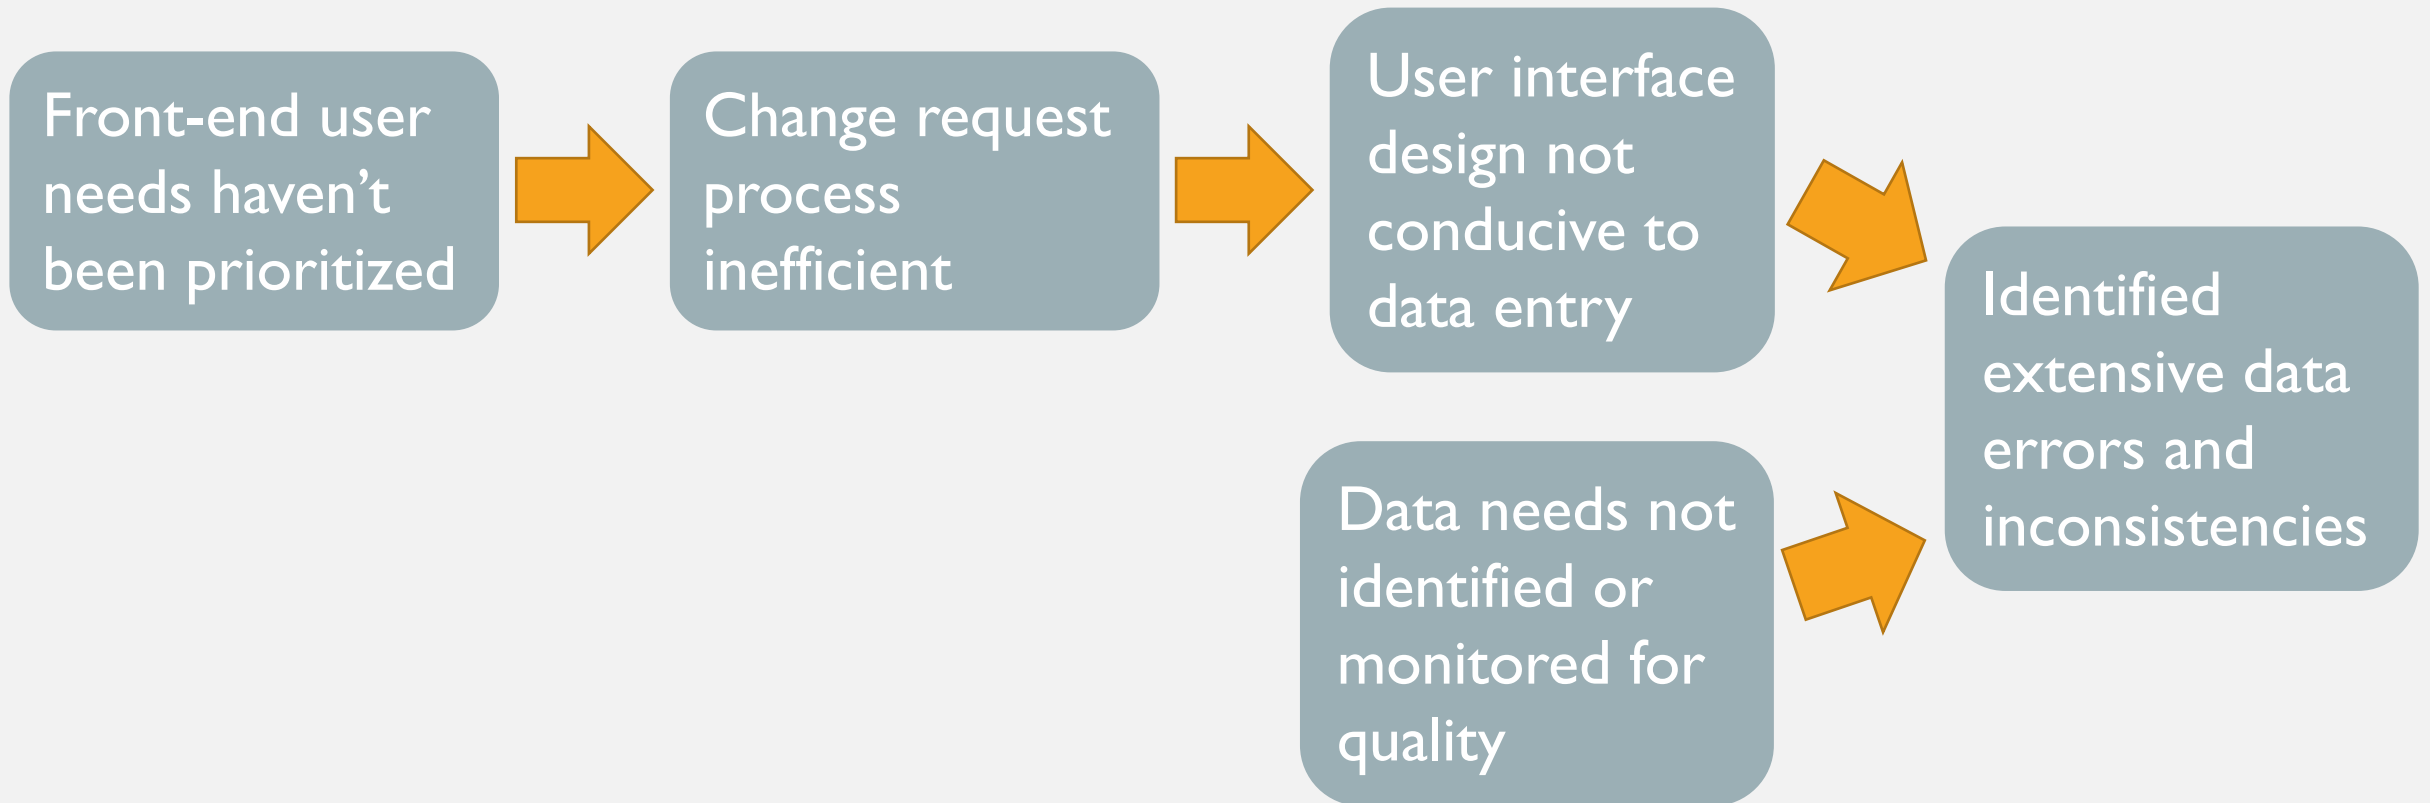 Front-end user
needs haven’t
been prioritized
Change request
process
inefficient
User interface
design not
conducive to
data entry
Data needs not
identified or
monitored for
quality
Identified
extensive data
errors and
inconsistencies